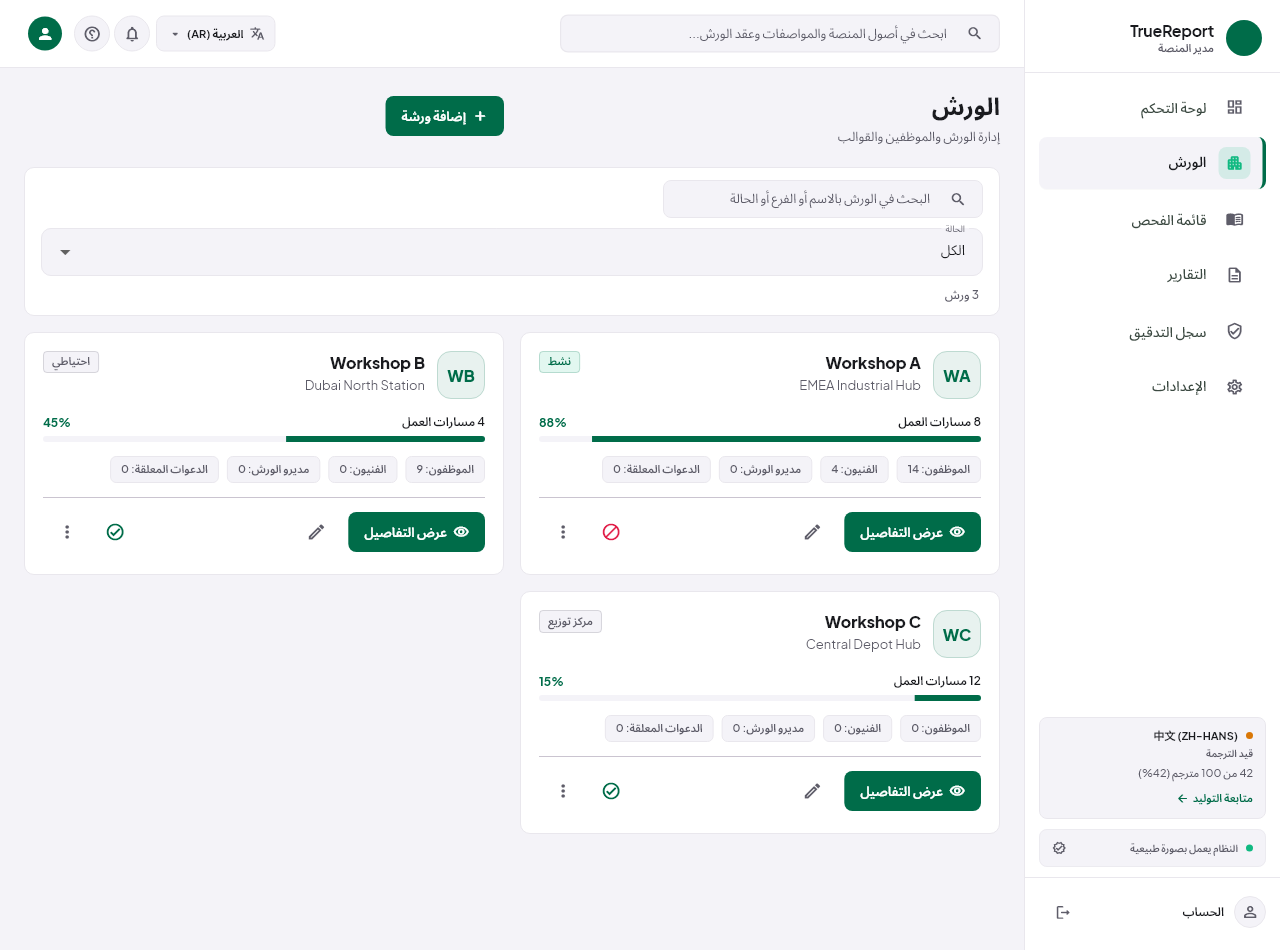 TrueReport
مدير المنصة
لوحة التحكم
الورش
قائمة الفحص
التقارير
سجل التدقيق
الإعدادات
中文 (ZH-HANS)
قيد الترجمة
42 من 100 مترجم (42%)
متابعة التوليد ←
النظام يعمل بصورة طبيعية
الحساب
ابحث في أصول المنصة والمواصفات وعقد الورش...
العربية (AR)
الورش
إدارة الورش والموظفين والقوالب
+ إضافة ورشة
البحث في الورش بالاسم أو الفرع أو الحالة
الحالة
الكل
3 ورش
WA
Workshop A
EMEA Industrial Hub
نشط
8 مسارات العمل
88%
الموظفون: 14
الفنيون: 4
مديرو الورش: 0
الدعوات المعلقة: 0
عرض التفاصيل
WB
Workshop B
Dubai North Station
احتياطي
4 مسارات العمل
45%
الموظفون: 9
الفنيون: 0
مديرو الورش: 0
الدعوات المعلقة: 0
عرض التفاصيل
WC
Workshop C
Central Depot Hub
مركز توزيع
12 مسارات العمل
15%
الموظفون: 0
الفنيون: 0
مديرو الورش: 0
الدعوات المعلقة: 0
عرض التفاصيل